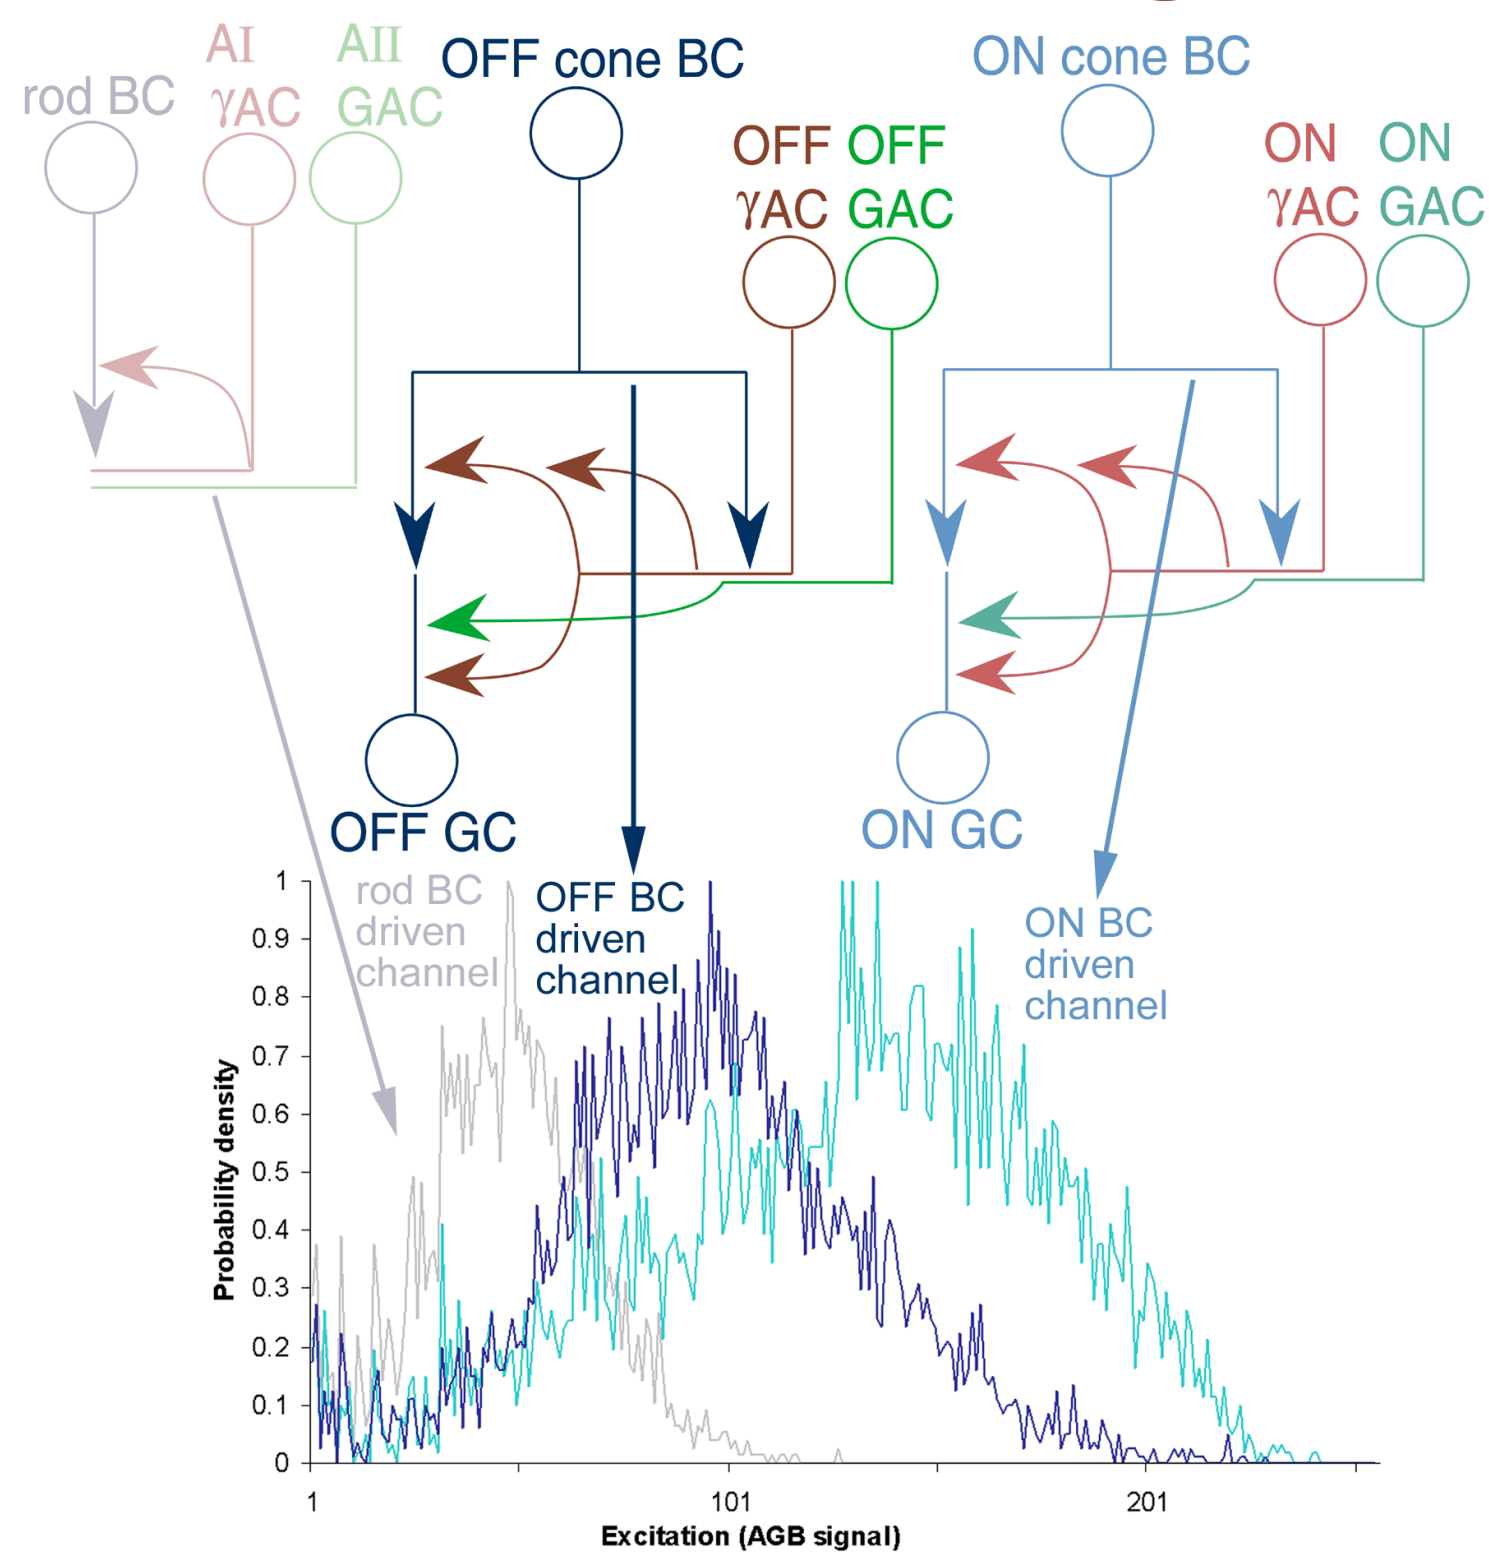 rod BC
AI
γAC
AII
GAC
OFF cone BC
OFF
γAC
OFF
GAC
ON cone BC
ON
γAC
ON
GAC
OFF GC
ON GC
rod BC
driven
channel
OFF BC
driven
channel
ON BC
driven
channel
Probability density
1
0.9
0.8
0.7
0.6
0.5
0.4
0.3
0.2
0.1
0
1
101
201
Excitation (AGB signal)